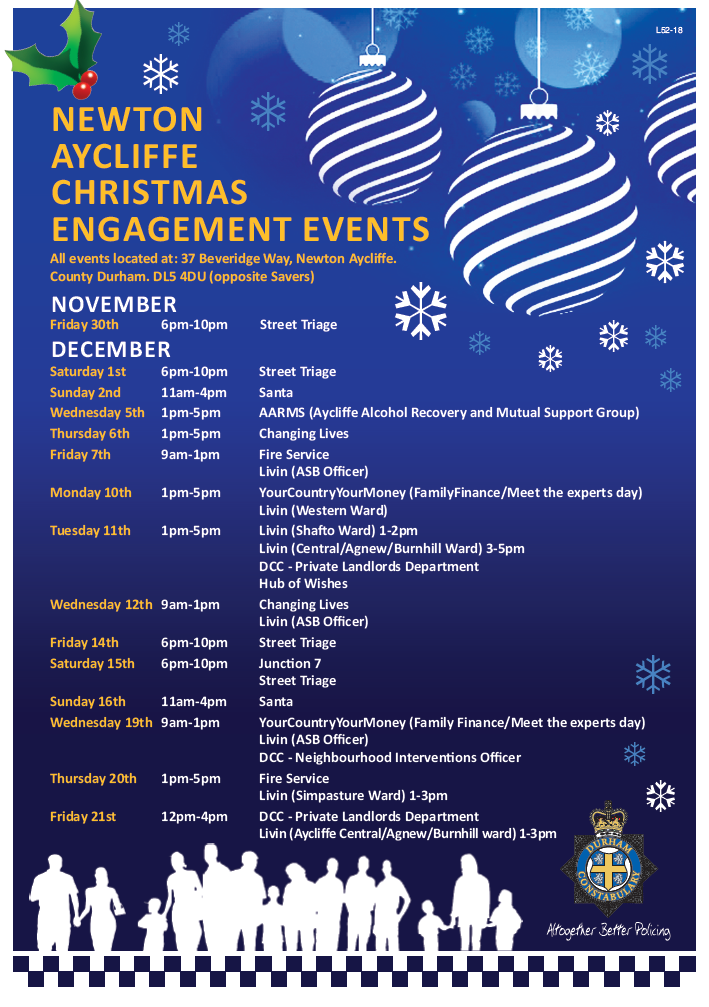 L52-18
NEWTON
AYCLIFFE
CHRISTMAS
ENGAGEMENT EVENTS
All events located at: 37 Beveridge Way, Newton Aycliffe.
County Durham. DL5 4DU (opposite Savers)
NOVEMBER
Friday 30th 6pm-10pm Street Triage
DECEMBER
Saturday 1st 6pm-10pm Street Triage
Sunday 2nd 11am-4pm Santa
Wednesday 5th 1pm-5pm AARMS (Aycliffe Alcohol Recovery and Mutual Support Group)
Thursday 6th 1pm-5pm Changing Lives
Friday 7th 9am-1pm Fire Service
Livin (ASB Officer)
Monday 10th 1pm-5pm YourCountryYourMoney (FamilyFinance/Meet the experts day)
Livin (Western Ward)
Tuesday 11th 1pm-5pm Livin (Shafto Ward) 1-2pm
Livin (Central/Agnew/Burnhill Ward) 3-5pm
DCC - Private Landlords Department
Hub of Wishes
Wednesday 12th 9am-1pm Changing Lives
Livin (ASB Officer)
Friday 14th 6pm-10pm Street Triage
Saturday 15th 6pm-10pm Junction 7
Street Triage
Sunday 16th 11am-4pm Santa
Wednesday 19th 9am-1pm YourCountryYourMoney (Family Finance/Meet the experts day)
Livin (ASB Officer)
DCC - Neighbourhood Interventions Officer
Thursday 20th 1pm-5pm Fire Service
Livin (Simpasture Ward) 1-3pm
Friday 21st 12pm-4pm DCC - Private Landlords Department
Livin (Aycliffe Central/Agnew/Burnhill ward) 1-3pm
DURHAM
CONSTABULARY
Altogether Better Policing